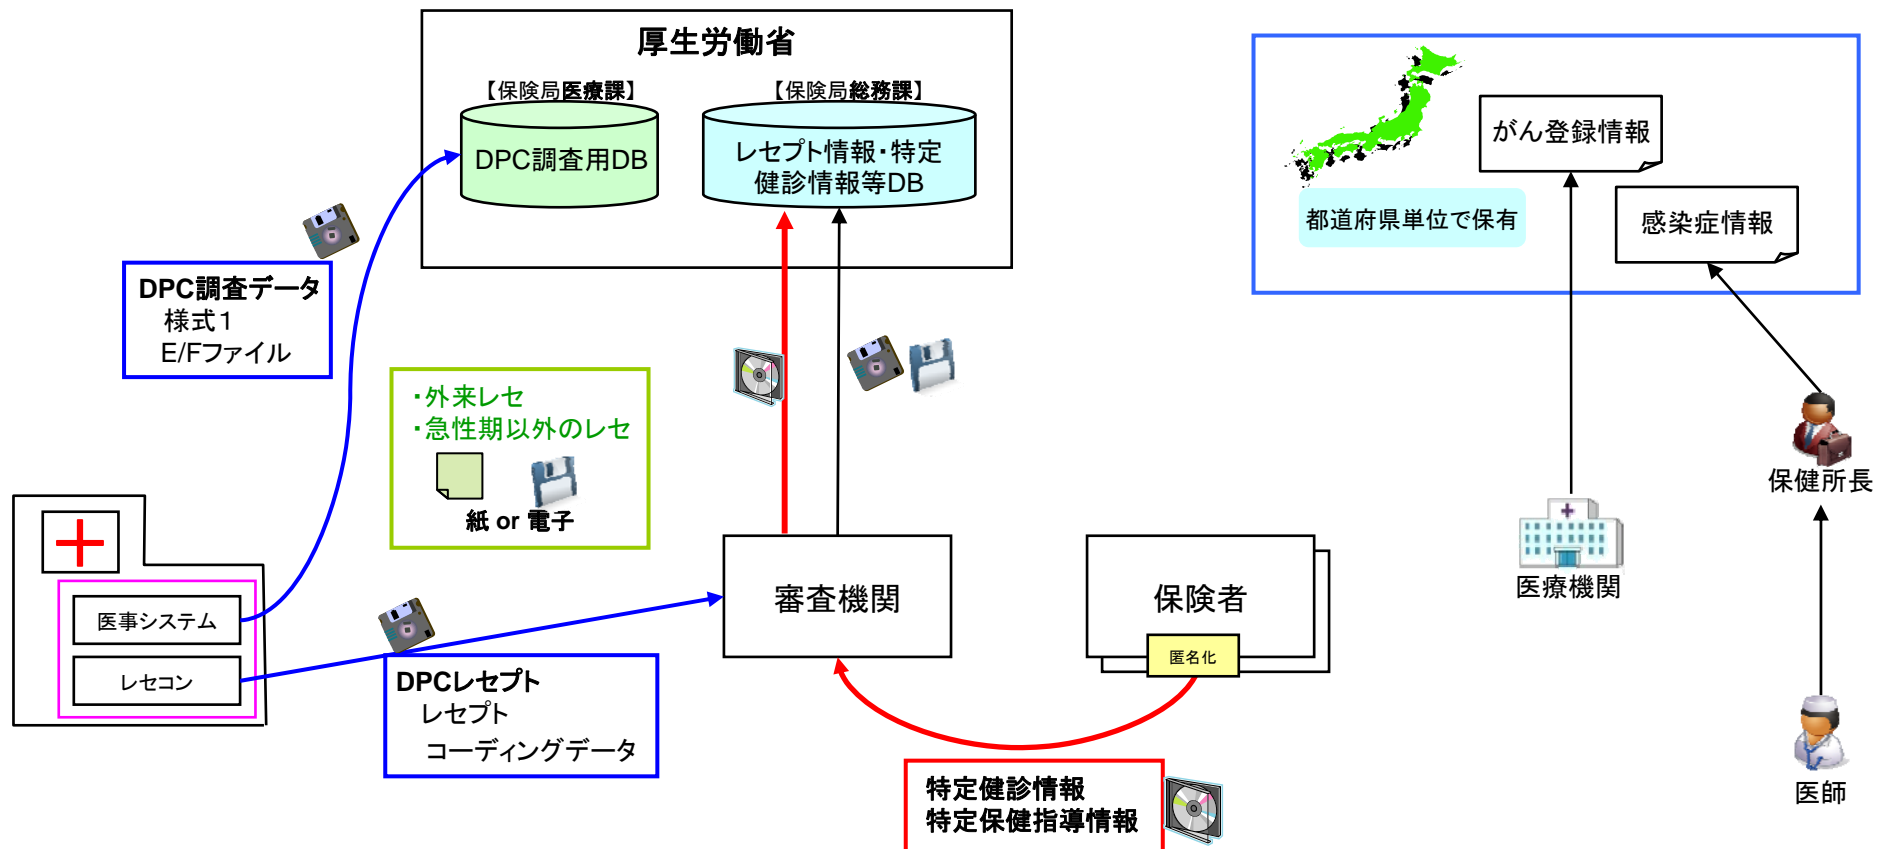 厚生労働省
【保険局医療課】
【保険局総務課】
DPC調査用DB
レセプト情報・特定
健診情報等DB
がん登録情報
都道府県単位で保有
感染症情報
DPC調査データ
様式１
E/Fファイル
・外来レセ
・急性期以外のレセ
紙 or 電子
保健所長
医療機関
審査機関
保険者
匿名化
医事システム
レセコン
DPCレセプト
レセプト
コーディングデータ
特定健診情報
特定保健指導情報
医師